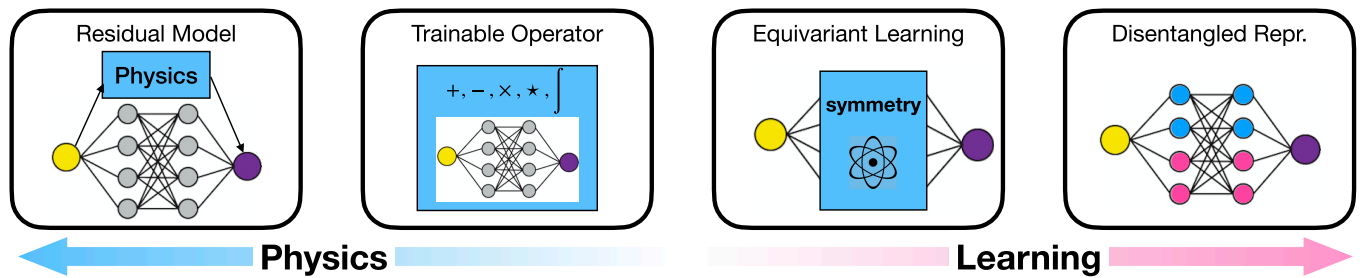 Residual Model
Physics
Trainable Operator
+, −, ×, ⋆, ∫
Equivariant Learning
symmetry
Disentangled Repr.
Physics
Learning